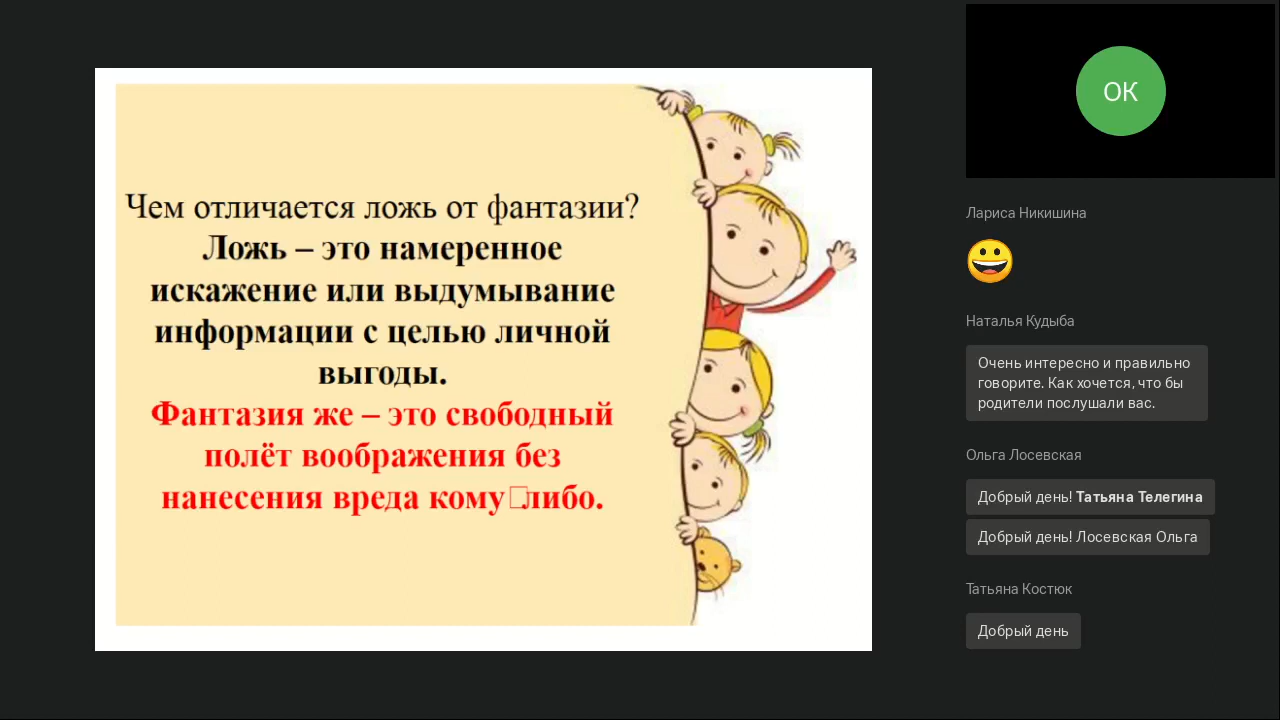 Чем отличается ложь от фантазии?
Ложь – это намеренное
искажение или выдумывание
информации с целью личной
выгоды.
Фантазия же – это свободный
полёт воображения без
нанесения вреда кому□либо.
ОК
Лариса Никишина
Наталья Кудыба
Очень интересно и правильно
говорите. Как хочется, что бы
родители послушали вас.
Ольга Лосевская
Добрый день! Татьяна Телегина
Добрый день! Лосевская Ольга
Татьяна Костюк
Добрый день